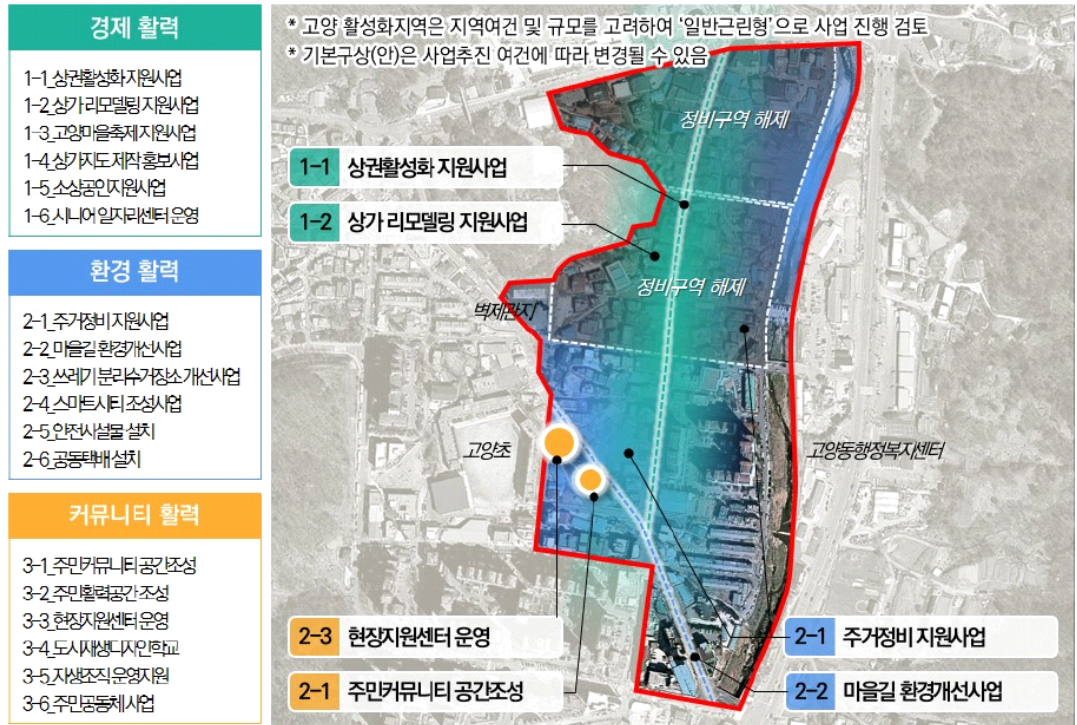 경제 활력
1-1_상권활성화 지원사업
1-2_상가 리모델링 지원사업
1-3_고양마을축제 지원사업
1-4_상가지도 제작 홍보사업
1-5_소상공인지원사업
1-6_시니어 일자리센터 운영
환경 활력
2-1_주거정비 지원사업
2-2_마을길 환경개선사업
2-3_쓰레기 분리수거장소 개선사업
2-4_스마트시티 조성사업
2-5_안전시설물 설치
2-6_공동택배 설치
커뮤니티 활력
3-1_주민커뮤니티 공간조성
3-2_주민활력공간 조성
3-3_현장지원센터 운영
3-4_도시재생디자인학교
3-5_자생조직 운영지원
3-6_주민공동체 사업
* 고양 활성화지역은 지역여건 및 규모를 고려하여 '일반근린형'으로 사업 진행 검토
* 기본구상(안)은 사업추진 여건에 따라 변경될 수 있음
정비구역 해제
1-1 상권활성화 지원사업
1-2 상가 리모델링 지원사업
정비구역 해제
벽제관지
고양초
고양동행정복지센터
2-3 현장지원센터 운영
2-1 주민커뮤니티 공간조성
2-1 주거정비 지원사업
2-2 마을길 환경개선사업